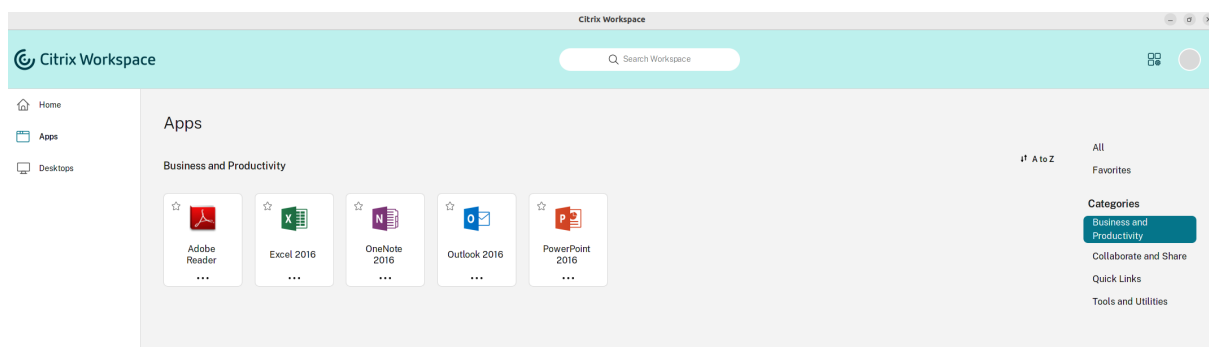 Citrix Workspace
Citrix Workspace
Search Workspace
Home
Apps
Desktops
Apps
Business and Productivity
A to Z
Adobe
Reader
...
Excel 2016
...
OneNote
2016
...
Outlook 2016
...
PowerPoint
2016
...
All
Favorites
Categories
Business and
Productivity
Collaborate and Share
Quick Links
Tools and Utilities